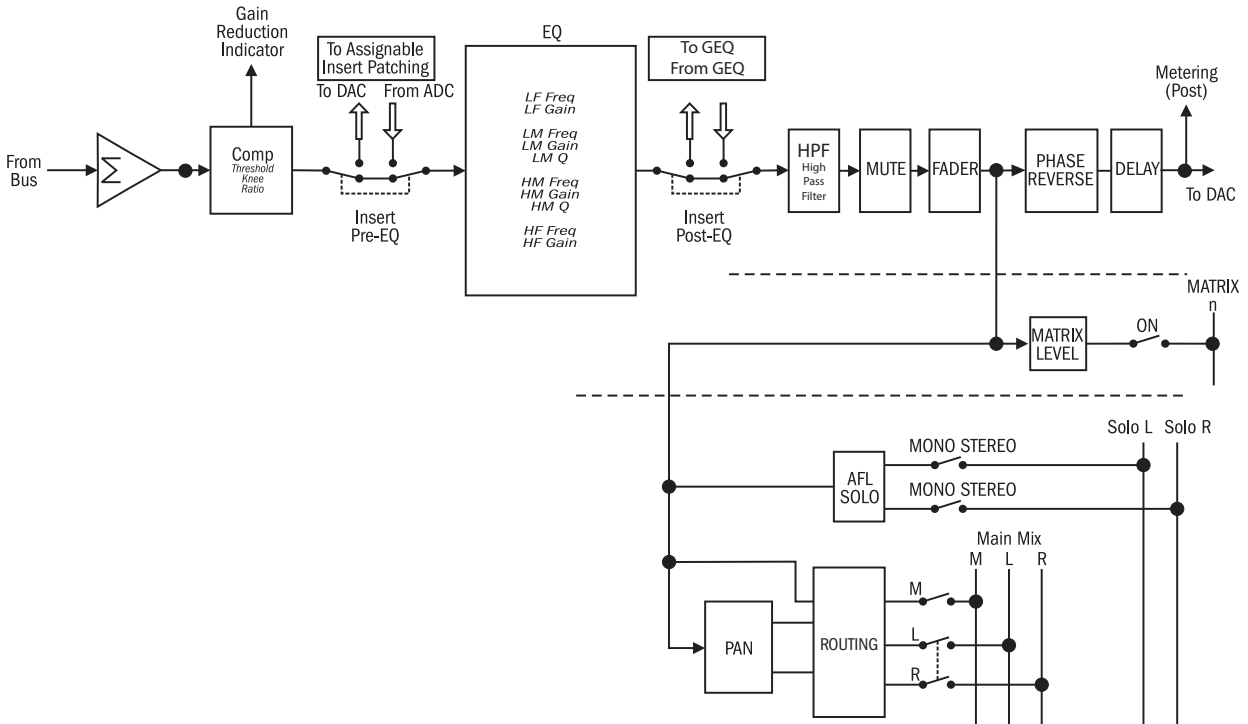 Gain
Reduction
Indicator
To Assignable
Insert Patching
To DAC From ADC
EQ
To GEQ
From GEQ
Metering
(Post)
From
Bus
Σ
Comp
Threshold
Knee
Ratio
Insert
Pre-EQ
LF Freq
LF Gain
LM Freq
LM Gain
LM Q
HM Freq
HM Gain
HM Q
HF Freq
HF Gain
Insert
Post-EQ
HPF
High
Pass
Filter
MUTE
FADER
PHASE
REVERSE
DELAY
To DAC
MATRIX
n
MATRIX
LEVEL
ON
Solo L Solo R
AFL
SOLO
MONO STEREO
MONO STEREO
Main Mix
M L R
PAN
ROUTING
M
L
R